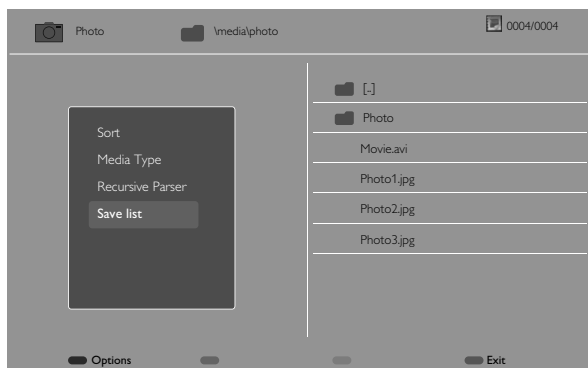 Photo
\media\photo
0004/0004
Sort
Media Type
Recursive Parser
Save list
[..]
Photo
Movie.avi
Photo1.jpg
Photo2.jpg
Photo3.jpg
Options
Exit